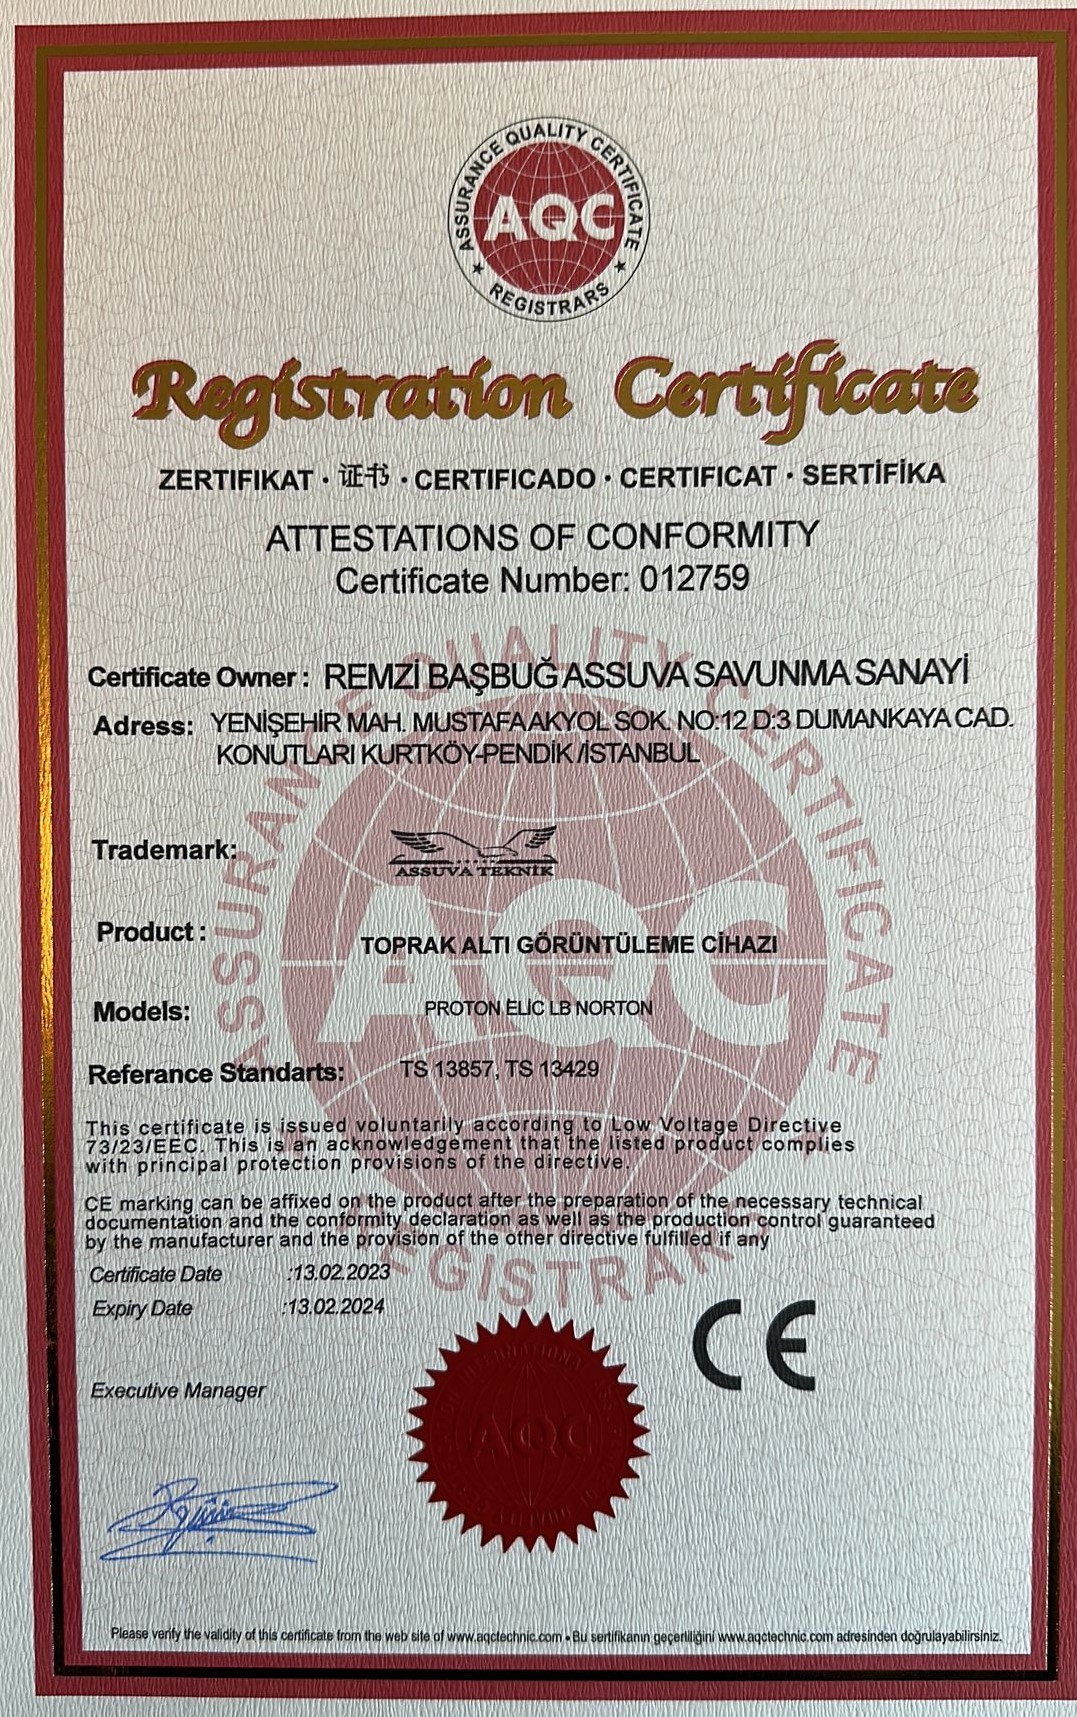 ASSURANCE QUALITY CERTIFICATE
AQC
★ REGISTRARS ★
Registration Certificate
ZERTIFIKAT · 证书 · CERTIFICADO · CERTIFICAT · SERTİFİKA
ATTESTATIONS OF CONFORMITY
Certificate Number: 012759
Certificate Owner : REMZİ BAŞBUĞ ASSUVA SAVUNMA SANAYİ
Adress: YENİŞEHİR MAH. MUSTAFA AKYOL SOK. NO:12 D:3 DUMANKAYA CAD.
KONUTLARI KURTKÖY-PENDİK /İSTANBUL
Trademark:
ASSUVA TEKNİK
Product : TOPRAK ALTI GÖRÜNTÜLEME CİHAZI
Models: PROTON ELİC LB NORTON
Referance Standarts: TS 13857, TS 13429
This certificate is issued voluntarily according to Low Voltage Directive
73/23/EEC. This is an acknowledgement that the listed product complies
with principal protection provisions of the directive.
CE marking can be affixed on the product after the preparation of the necessary technical
documentation and the conformity declaration as well as the production control guaranteed
by the manufacturer and the provision of the other directive fulfilled if any
Certificate Date :13.02.2023
Expiry Date :13.02.2024
CE
Executive Manager
AQC
ASSURANCE QUALITY CERTIFICATE
AQC
REGISTRARS
Please verify the validity of this certificate from the web site of www.aqctechnic.com • Bu sertifikanın geçerliliğini www.aqctechnic.com adresinden doğrulayabilirsiniz.